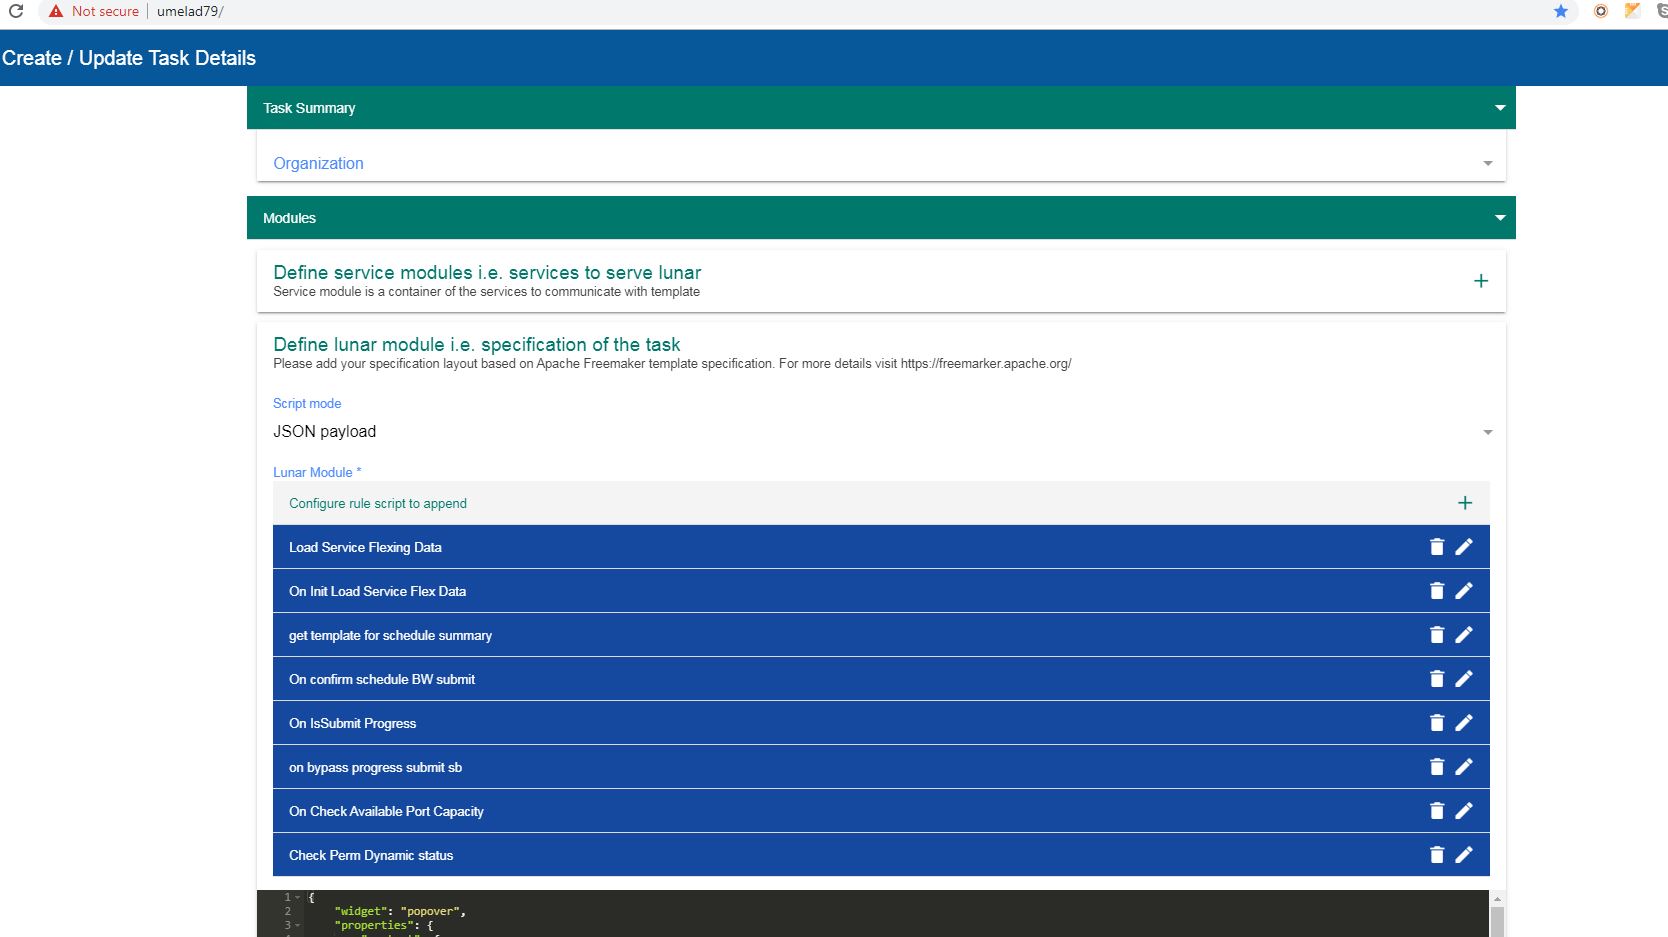 Not secure | umelad79/
Create / Update Task Details
Task Summary
Organization
Modules
Define service modules i.e. services to serve lunar
Service module is a container of the services to communicate with template
Define lunar module i.e. specification of the task
Please add your specification layout based on Apache Freemaker template specification. For more details visit https://freemarker.apache.org/
Script mode
JSON payload
Lunar Module *
Configure rule script to append
Load Service Flexing Data
On Init Load Service Flex Data
get template for schedule summary
On confirm schedule BW submit
On IsSubmit Progress
on bypass progress submit sb
On Check Available Port Capacity
Check Perm Dynamic status
1 {
2 "widget": "popover",
3 "properties": {